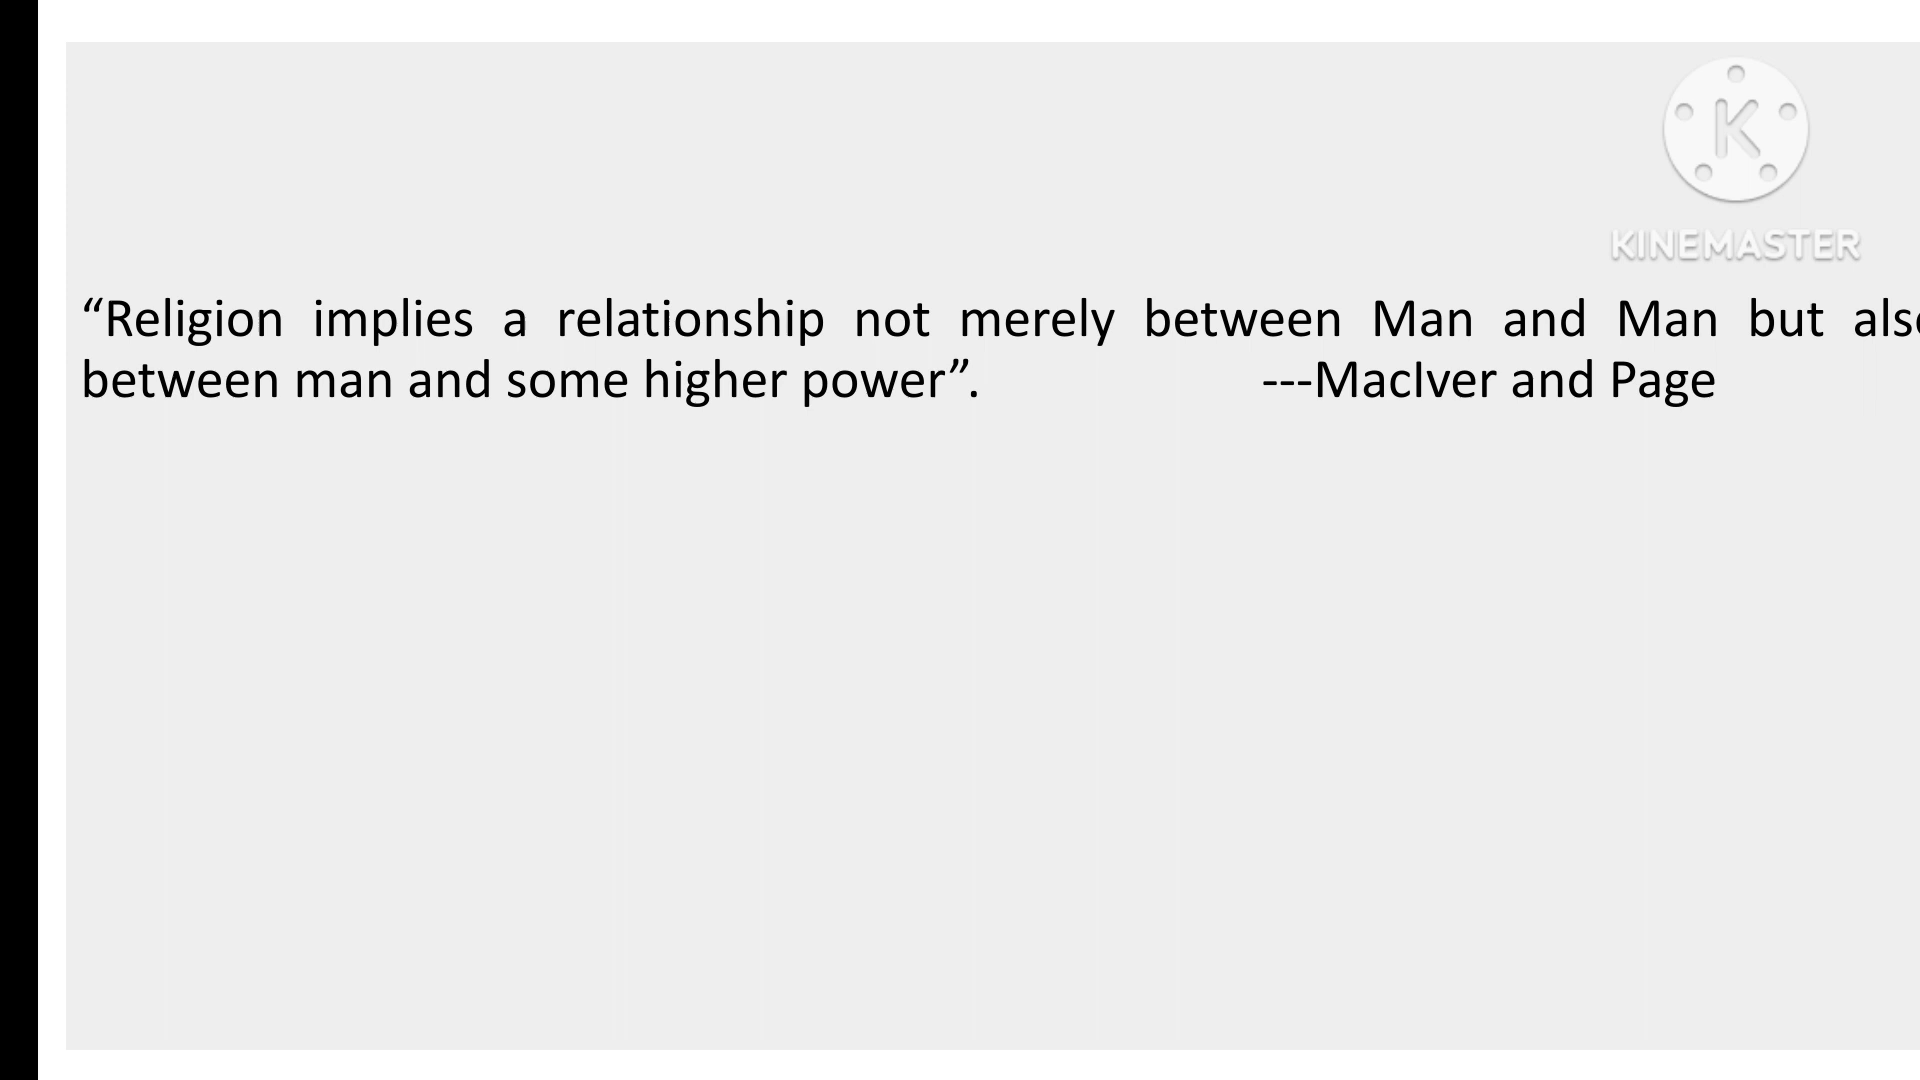 KINEMASTER
“Religion implies a relationship not merely between Man and Man but also
between man and some higher power”. ---MacIver and Page